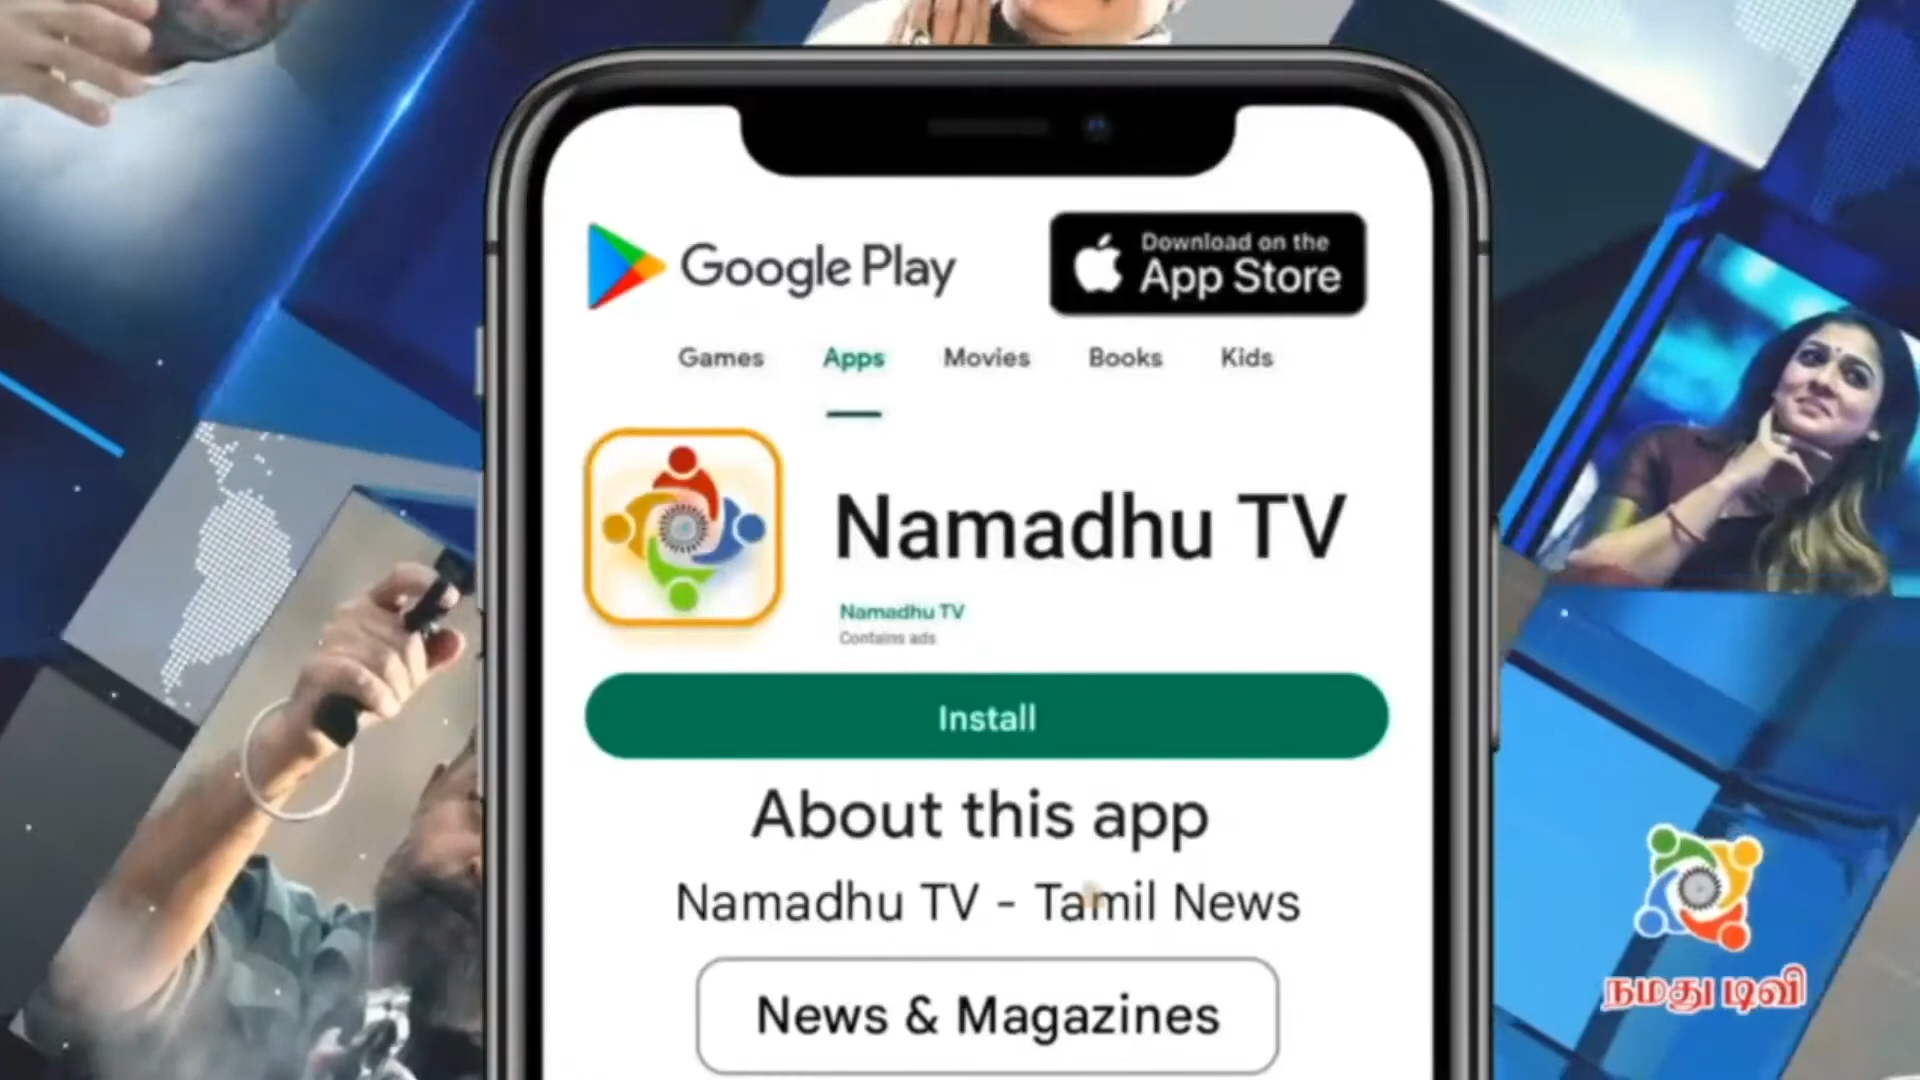 Google Play
Download on the
App Store
Games Apps Movies Books Kids
Namadhu TV
Namadhu TV
Contains ads
Install
About this app
Namadhu TV - Tamil News
News & Magazines
நமது டிவி